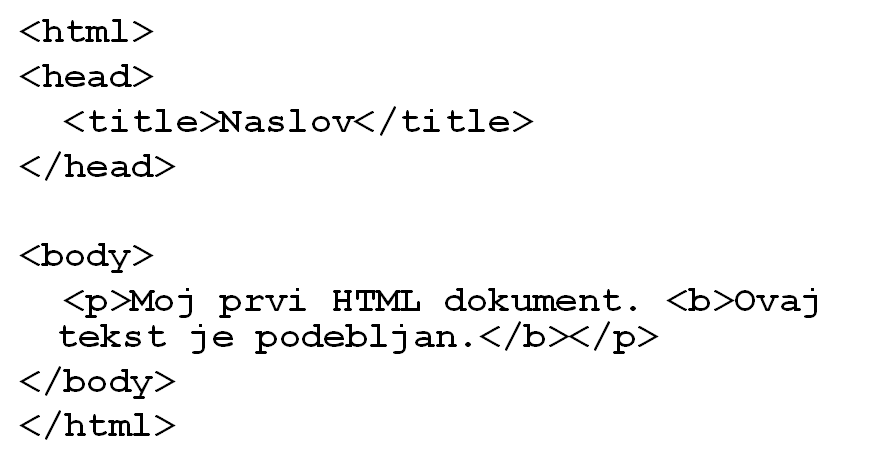 <html>
<head>
<title>Naslov</title>
</head>
<body>
<p>Moj prvi HTML dokument. <b>Ovaj
tekst je podebljan.</b></p>
</body>
</html>